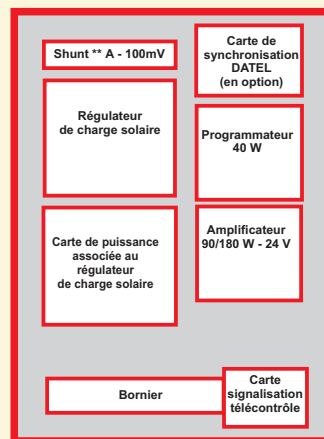 Shunt ** A - 100mV
Carte de
synchronisation
DATEL
(en option)
Régulateur
de charge solaire
Programmateur
40 W
Carte de puissance
associée au
régulateur
de charge solaire
Amplificateur
90/180 W - 24 V
Bornier
Carte
signalisation
télécontrôle